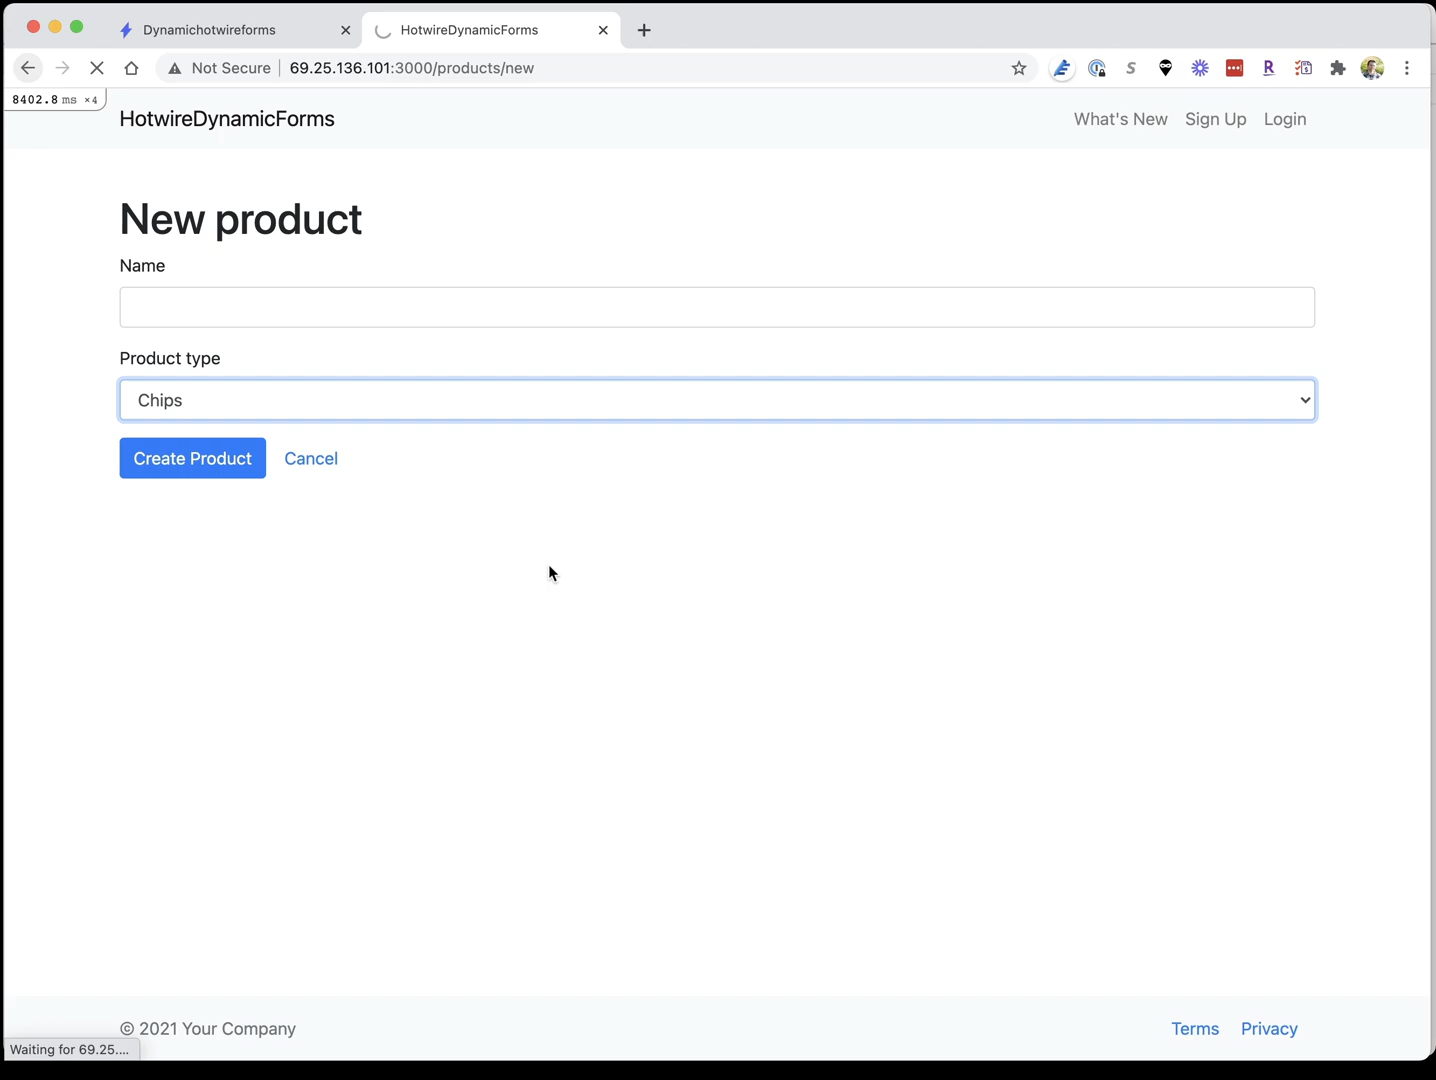 Dynamichotwireforms
HotwireDynamicForms
Not Secure 69.25.136.101:3000/products/new
8402.8 ms ×4
HotwireDynamicForms
What's New Sign Up Login
New product
Name
Product type
Chips
Create Product Cancel
© 2021 Your Company
Terms Privacy
Waiting for 69.25....